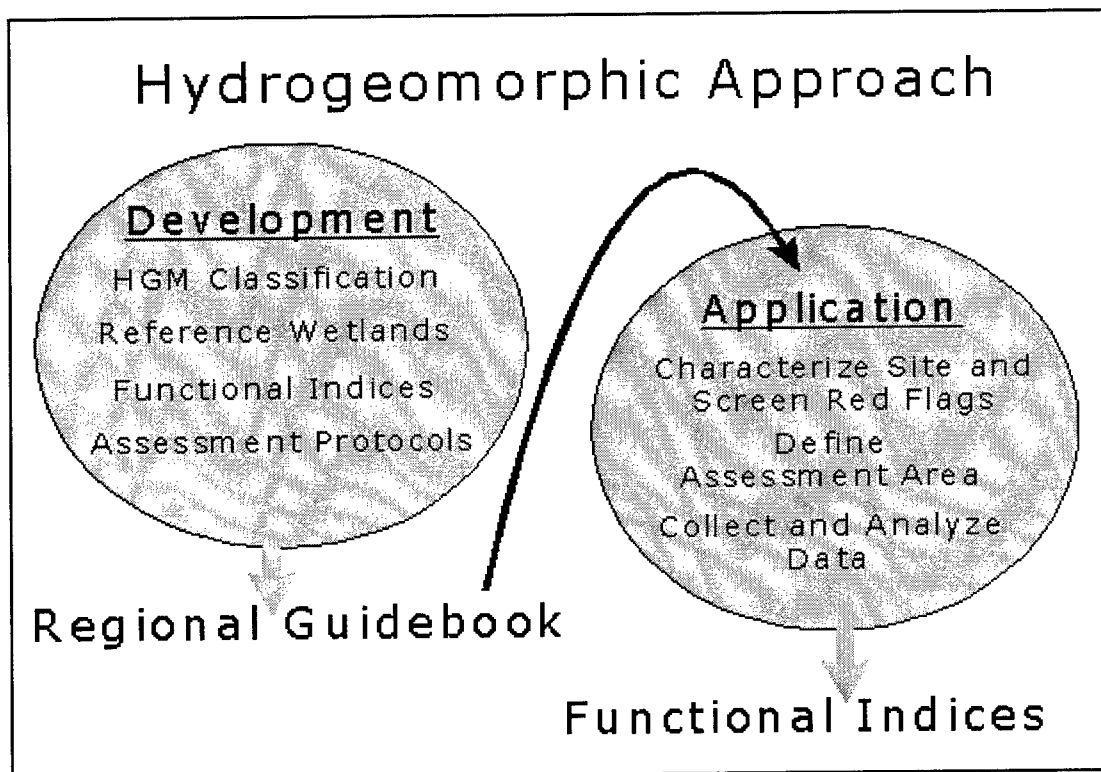 Hydrogeomorphic Approach
Development
HGM Classification
Reference Wetlands
Functional Indices
Assessment Protocols
Regional Guidebook
Application
Characterize Site and
Screen Red Flags
Define
Assessment Area
Collect and Analyze
Data
Functional Indices